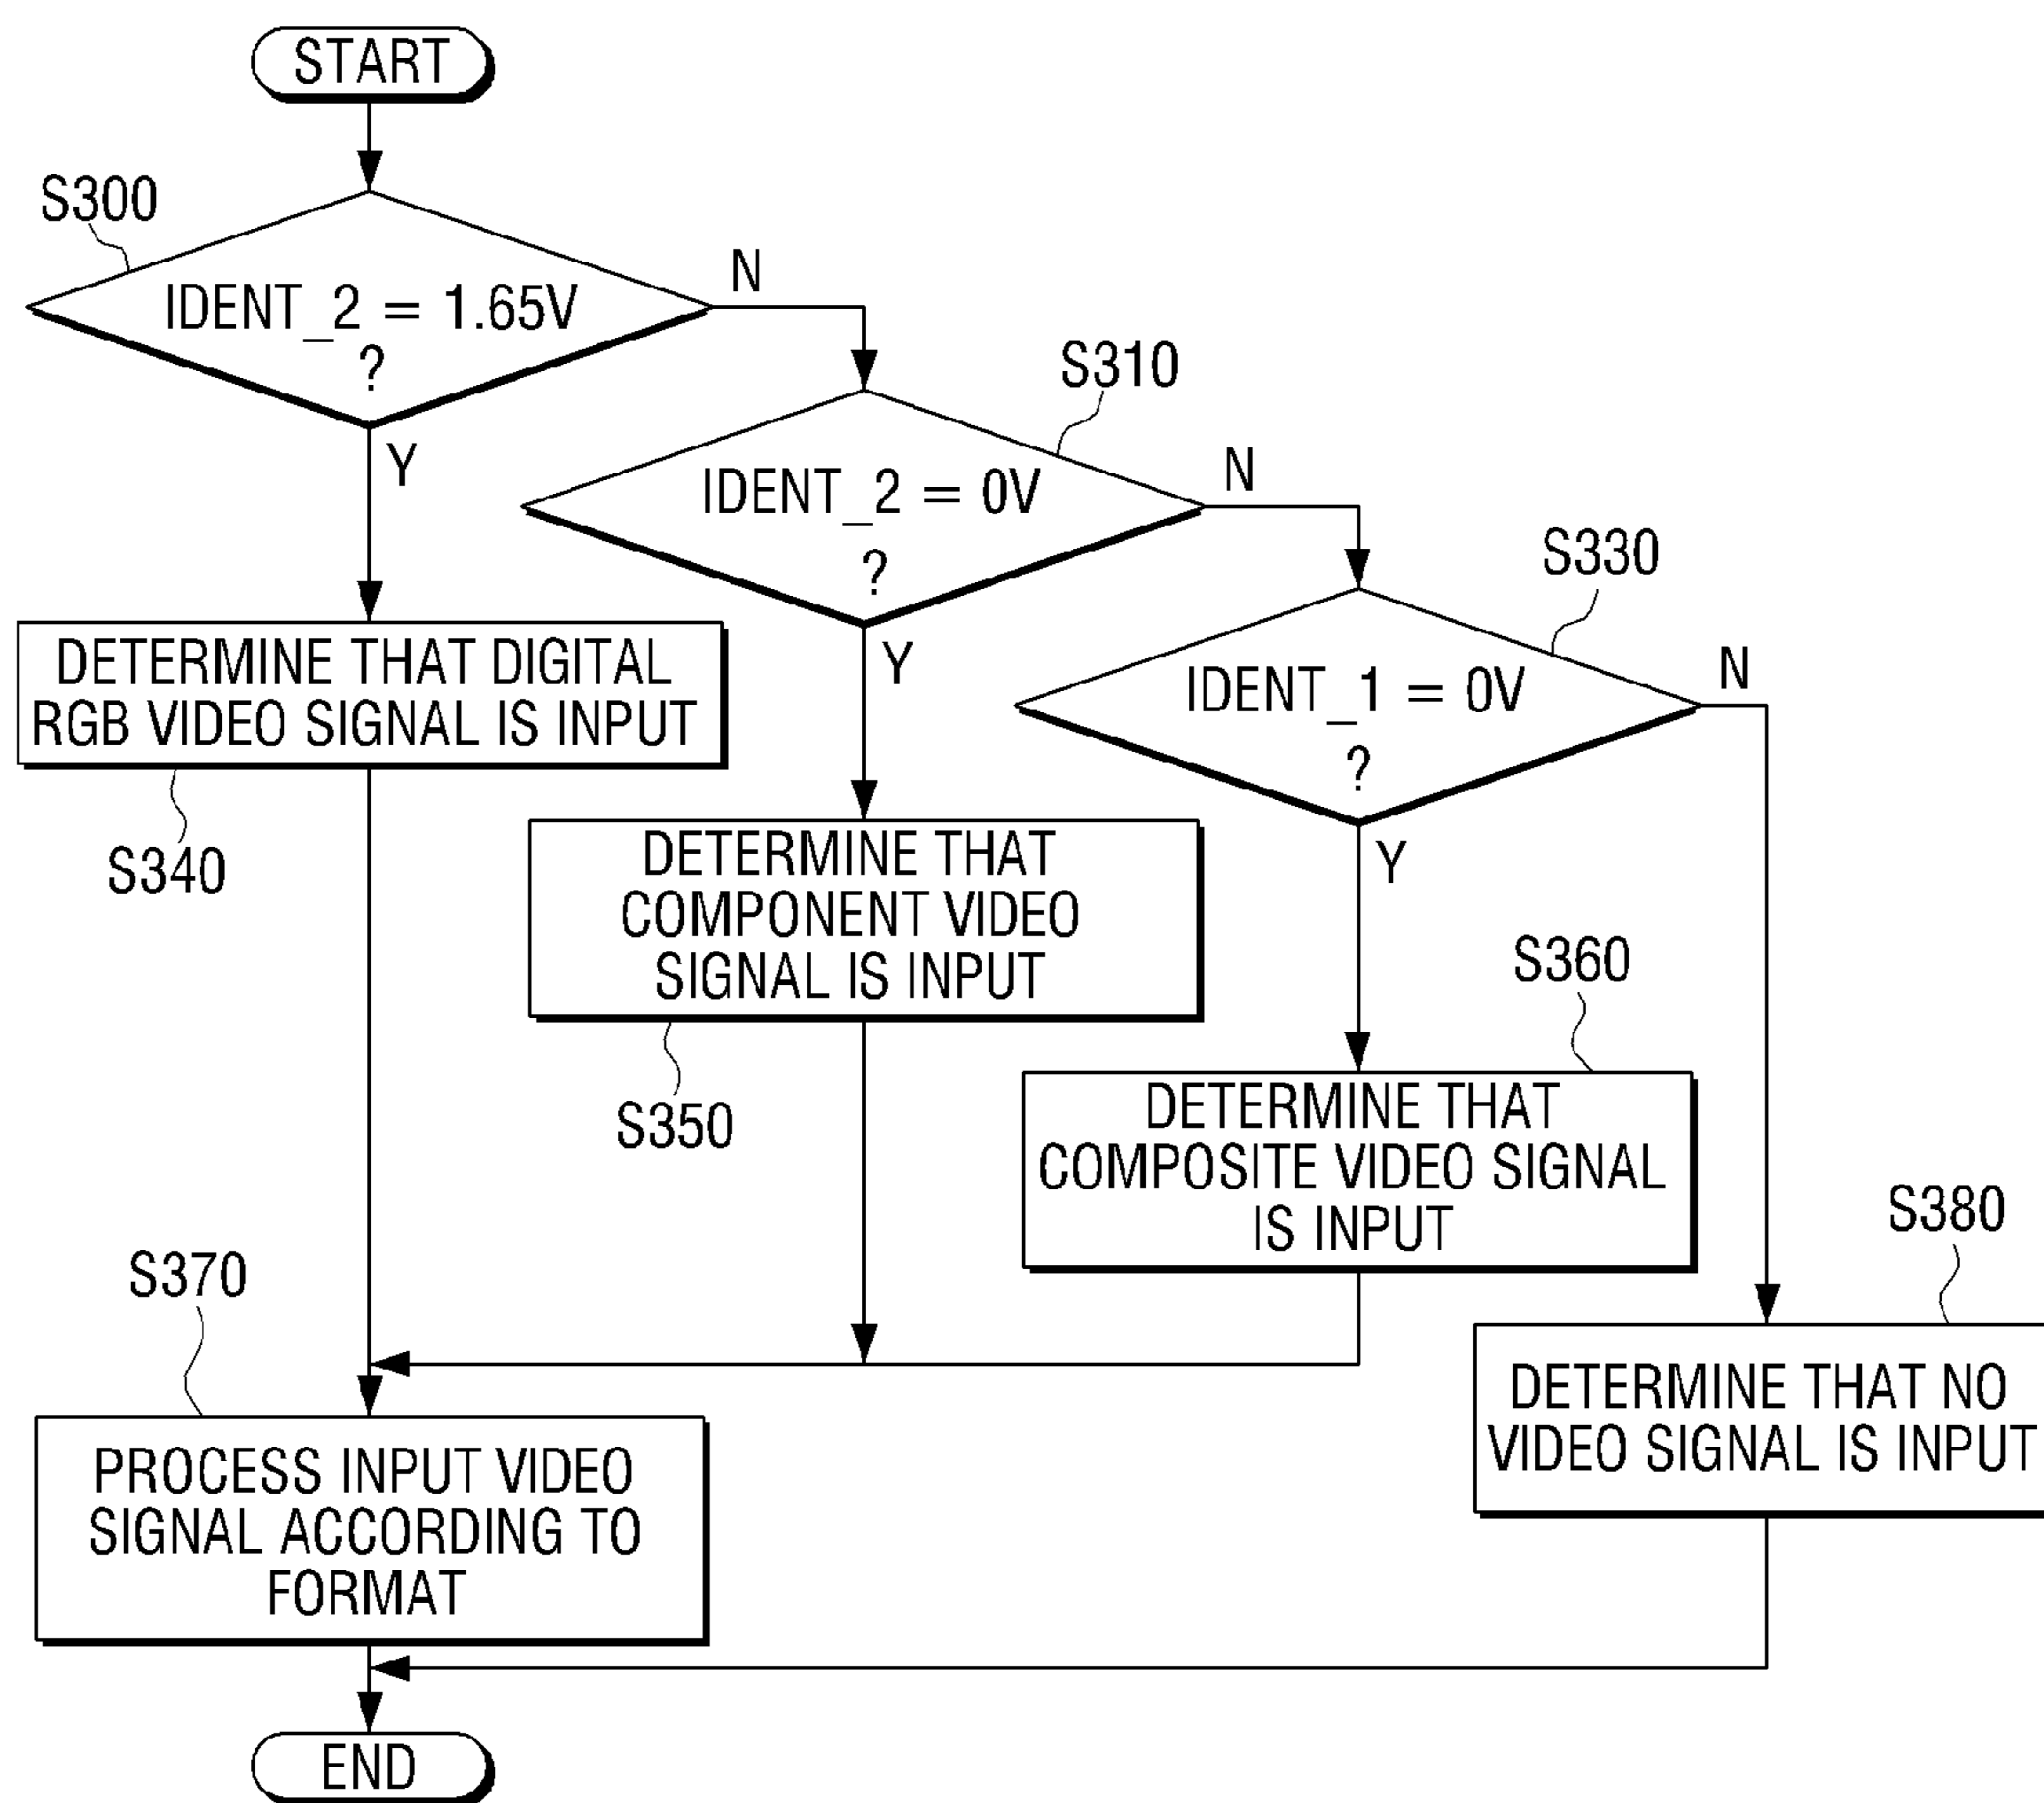 START
S300
IDENT_2 = 1.65V
?
N
Y
S310
IDENT_2 = 0V
?
N
Y
S330
IDENT_1 = 0V
?
N
Y
DETERMINE THAT DIGITAL
RGB VIDEO SIGNAL IS INPUT
S340
DETERMINE THAT
COMPONENT VIDEO
SIGNAL IS INPUT
S350
S360
DETERMINE THAT
COMPOSITE VIDEO SIGNAL
IS INPUT
S380
DETERMINE THAT NO
VIDEO SIGNAL IS INPUT
S370
PROCESS INPUT VIDEO
SIGNAL ACCORDING TO
FORMAT
END